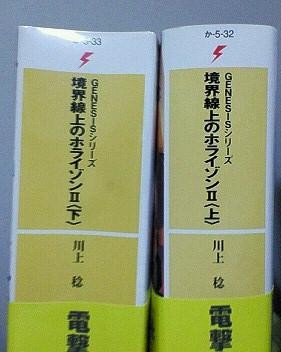 か-5-32
GENESISシリーズ
境界線上のホライゾンⅡ〈上〉
川上 稔
電撃
-5-33
GENESISシリーズ
境界線上のホライゾンⅡ〈下〉
川上 稔
電撃